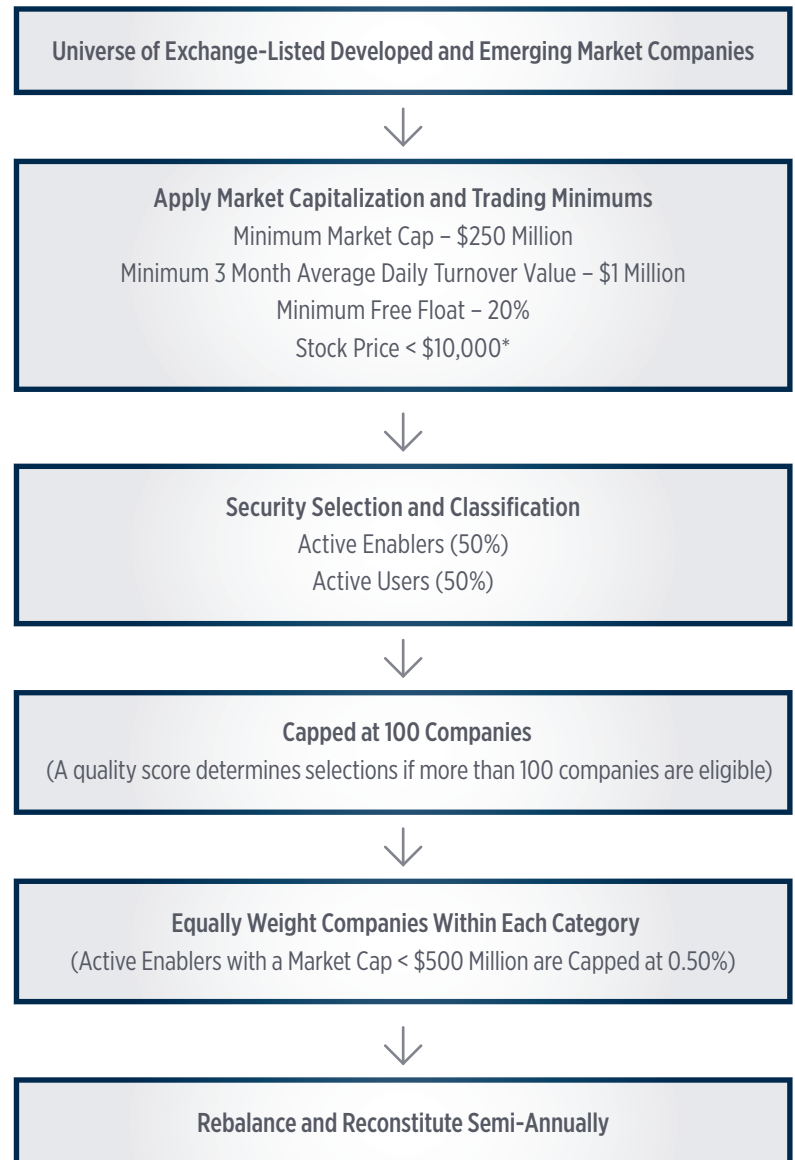 Universe of Exchange-Listed Developed and Emerging Market Companies
Apply Market Capitalization and Trading Minimums
Minimum Market Cap – $250 Million
Minimum 3 Month Average Daily Turnover Value – $1 Million
Minimum Free Float – 20%
Stock Price < $10,000*
Security Selection and Classification
Active Enablers (50%)
Active Users (50%)
Capped at 100 Companies
(A quality score determines selections if more than 100 companies are eligible)
Equally Weight Companies Within Each Category
(Active Enablers with a Market Cap < $500 Million are Capped at 0.50%)
Rebalance and Reconstitute Semi-Annually